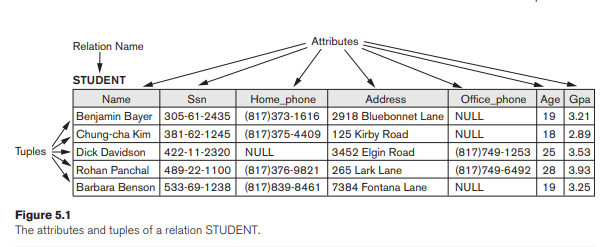 Relation Name
Attributes
STUDENT
Name Ssn Home_phone Address Office_phone Age Gpa
Benjamin Bayer 305-61-2435 (817)373-1616 2918 Bluebonnet Lane NULL 19 3.21
Chung-cha Kim 381-62-1245 (817)375-4409 125 Kirby Road NULL 18 2.89
Tuples Dick Davidson 422-11-2320 NULL 3452 Elgin Road (817)749-1253 25 3.53
Rohan Panchal 489-22-1100 (817)376-9821 265 Lark Lane (817)749-6492 28 3.93
Barbara Benson 533-69-1238 (817)839-8461 7384 Fontana Lane NULL 19 3.25
Figure 5.1
The attributes and tuples of a relation STUDENT.